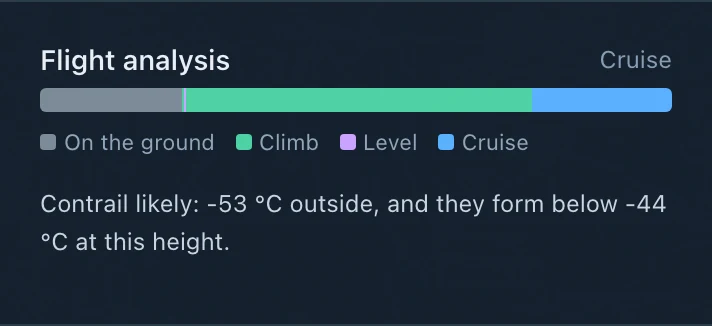 Flight analysis
Cruise
On the ground
Climb
Level
Cruise
Contrail likely: -53 °C outside, and they form below -44
°C at this height.